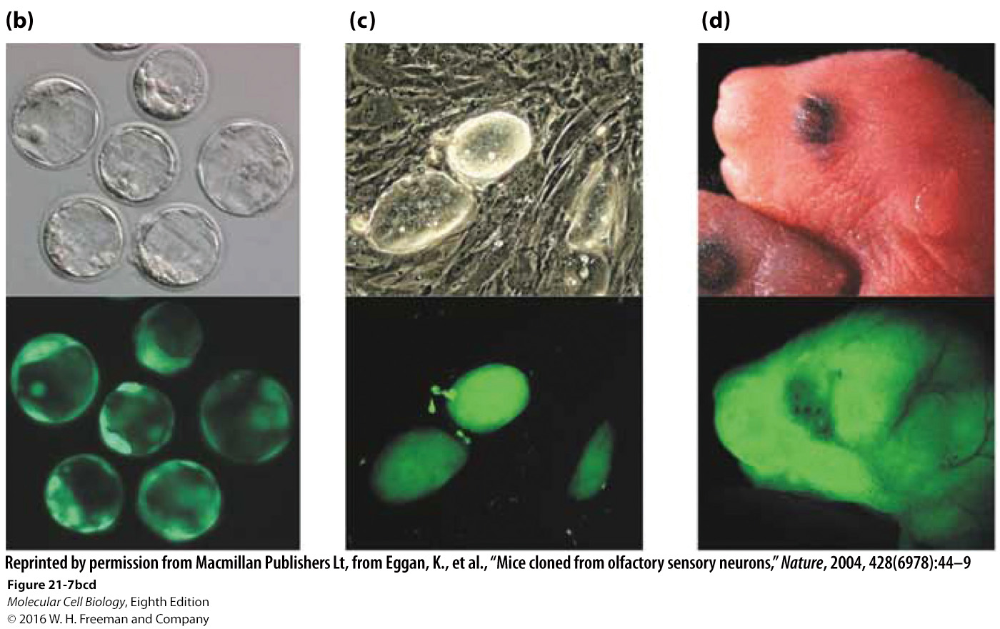 (b)
(c)
(d)
Reprinted by permission from Macmillan Publishers Lt, from Eggan, K., et al., “Mice cloned from olfactory sensory neurons,” Nature, 2004, 428(6978):44–9
Figure 21-7bcd
Molecular Cell Biology, Eighth Edition
© 2016 W. H. Freeman and Company